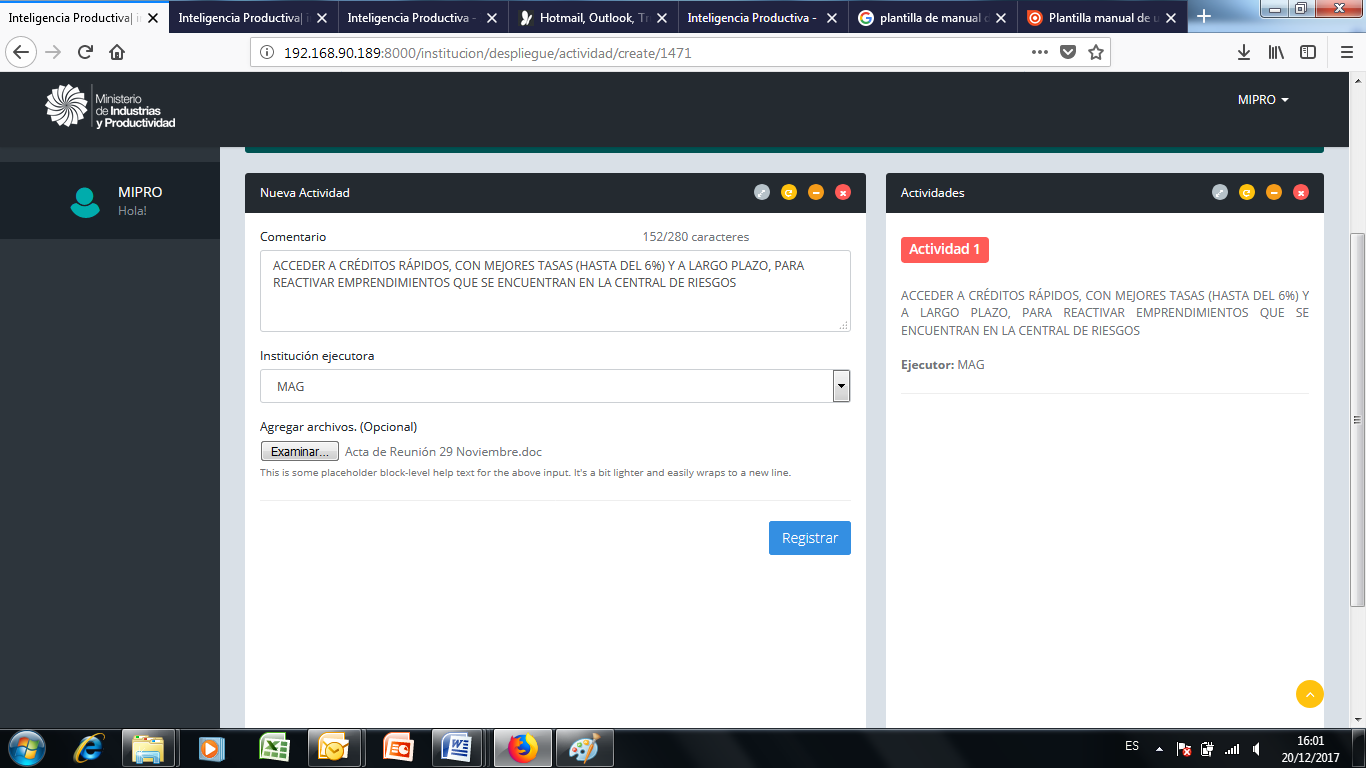 Inteligencia Productiva| i
Inteligencia Productiva| i
Inteligencia Productiva -
Hotmail, Outlook, Tr
Inteligencia Productiva -
plantilla de manual d
Plantilla manual de u
192.168.90.189:8000/institucion/despliegue/actividad/create/1471
Ministerio
de Industrias
y Productividad
MIPRO
MIPRO
Hola!
Nueva Actividad
Comentario
152/280 caracteres
ACCEDER A CRÉDITOS RÁPIDOS, CON MEJORES TASAS (HASTA DEL 6%) Y A LARGO PLAZO, PARA
REACTIVAR EMPRENDIMIENTOS QUE SE ENCUENTRAN EN LA CENTRAL DE RIESGOS
Institución ejecutora
MAG
Agregar archivos. (Opcional)
Examinar... Acta de Reunión 29 Noviembre.doc
This is some placeholder block-level help text for the above input. It's a bit lighter and easily wraps to a new line.
Registrar
Actividades
Actividad 1
ACCEDER A CRÉDITOS RÁPIDOS, CON MEJORES TASAS (HASTA DEL 6%) Y
A LARGO PLAZO, PARA REACTIVAR EMPRENDIMIENTOS QUE SE
ENCUENTRAN EN LA CENTRAL DE RIESGOS
Ejecutor: MAG
ES
16:01
20/12/2017